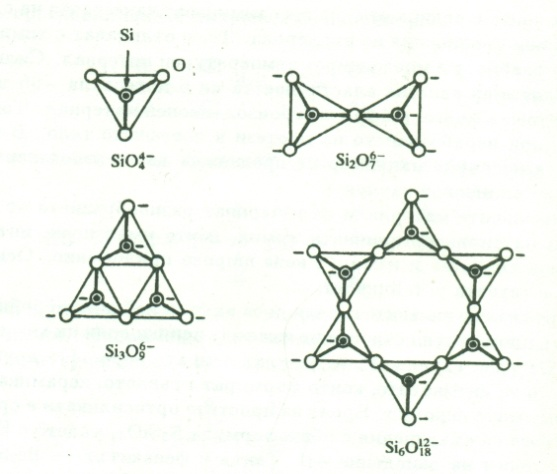 Si
O
SiO₄⁴⁻
Si₂O₇⁶⁻
Si₃O₉⁶⁻
Si₆O₁₈¹²⁻